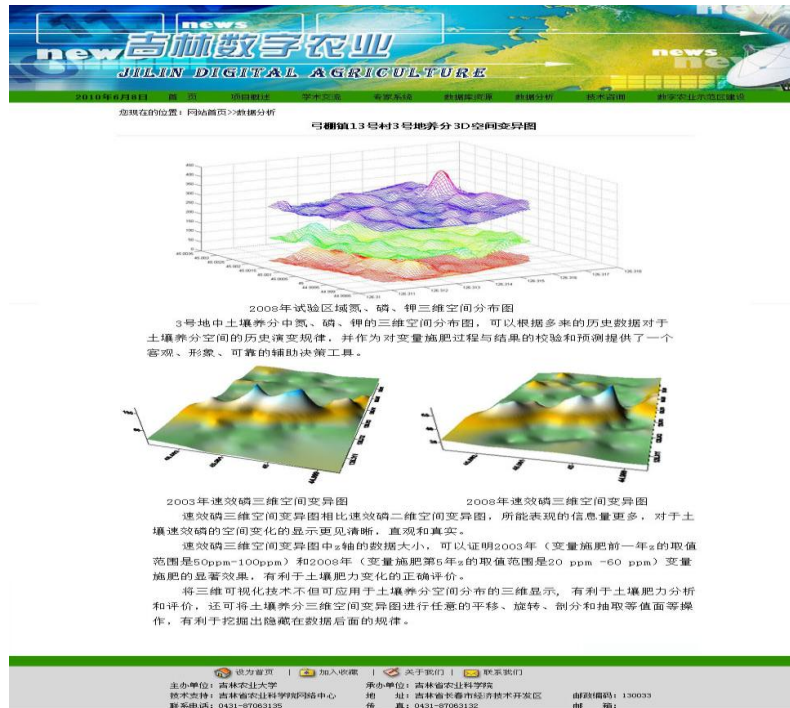 news
new
吉林数字农业
JILIN DIGITAL AGRICULTURE
news
2010年6月8日 首 页 项目概述 学术交流 专家系统 数据库资源 数据分析 技术咨询 数字农业示范区建设
您现在的位置：网站首页>>数据分析
弓棚镇13号村3号地养分3D空间变异图
2008年试验区域氮、磷、钾三维空间分布图
3号地中土壤养分中氮、磷、钾的三维空间分布图，可以根据多来的历史数据对于
土壤养分空间的历史演变规律，并作为对变量施肥过程与结果的校验和预测提供了一个
客观、形象、可靠的辅助决策工具。
2003年速效磷三维空间变异图 2008年速效磷三维空间变异图
速效磷三维空间变异图相比速效磷二维空间变异图，所能表现的信息量更多，对于土
壤速效磷的空间变化的显示更见清晰，直观和真实。
速效磷三维空间变异图中z轴的数据大小，可以证明2003年（变量施肥前一年z的取值
范围是50ppm-100ppm）和2008年（变量施肥第5年z的取值范围是20 ppm -60 ppm）变量
施肥的显著效果，有利于土壤肥力变化的正确评价。
将三维可视化技术不但可应用于土壤养分空间分布的三维显示, 有利于土壤肥力分析
和评价，还可将土壤养分三维空间变异图进行任意的平移、旋转、剖分和抽取等值面等操
作，有利于挖掘出隐藏在数据后面的规律。
设为首页 | 加入收藏 | 关于我们 | 联系我们
主办单位：吉林农业大学 承办单位：吉林省农业科学院
技术支持：吉林省农业科学院网络中心 地 址：吉林省长春市经济技术开发区 邮政编码：130033
联系电话：0431-87063135 传 真：0431-87063132 邮 箱：